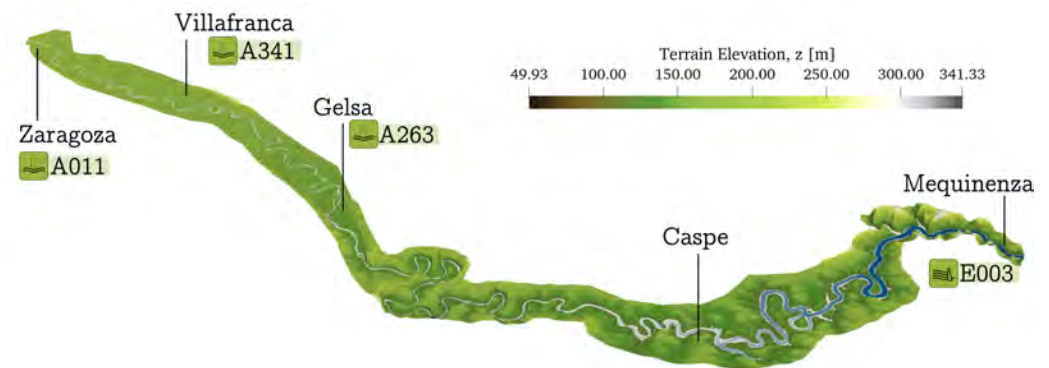 Villafranca
A341
Terrain Elevation, z [m]
49.93 100.00 150.00 200.00 250.00 300.00 341.33
Gelsa
A263
Zaragoza
A011
Mequinenza
E003
Caspe